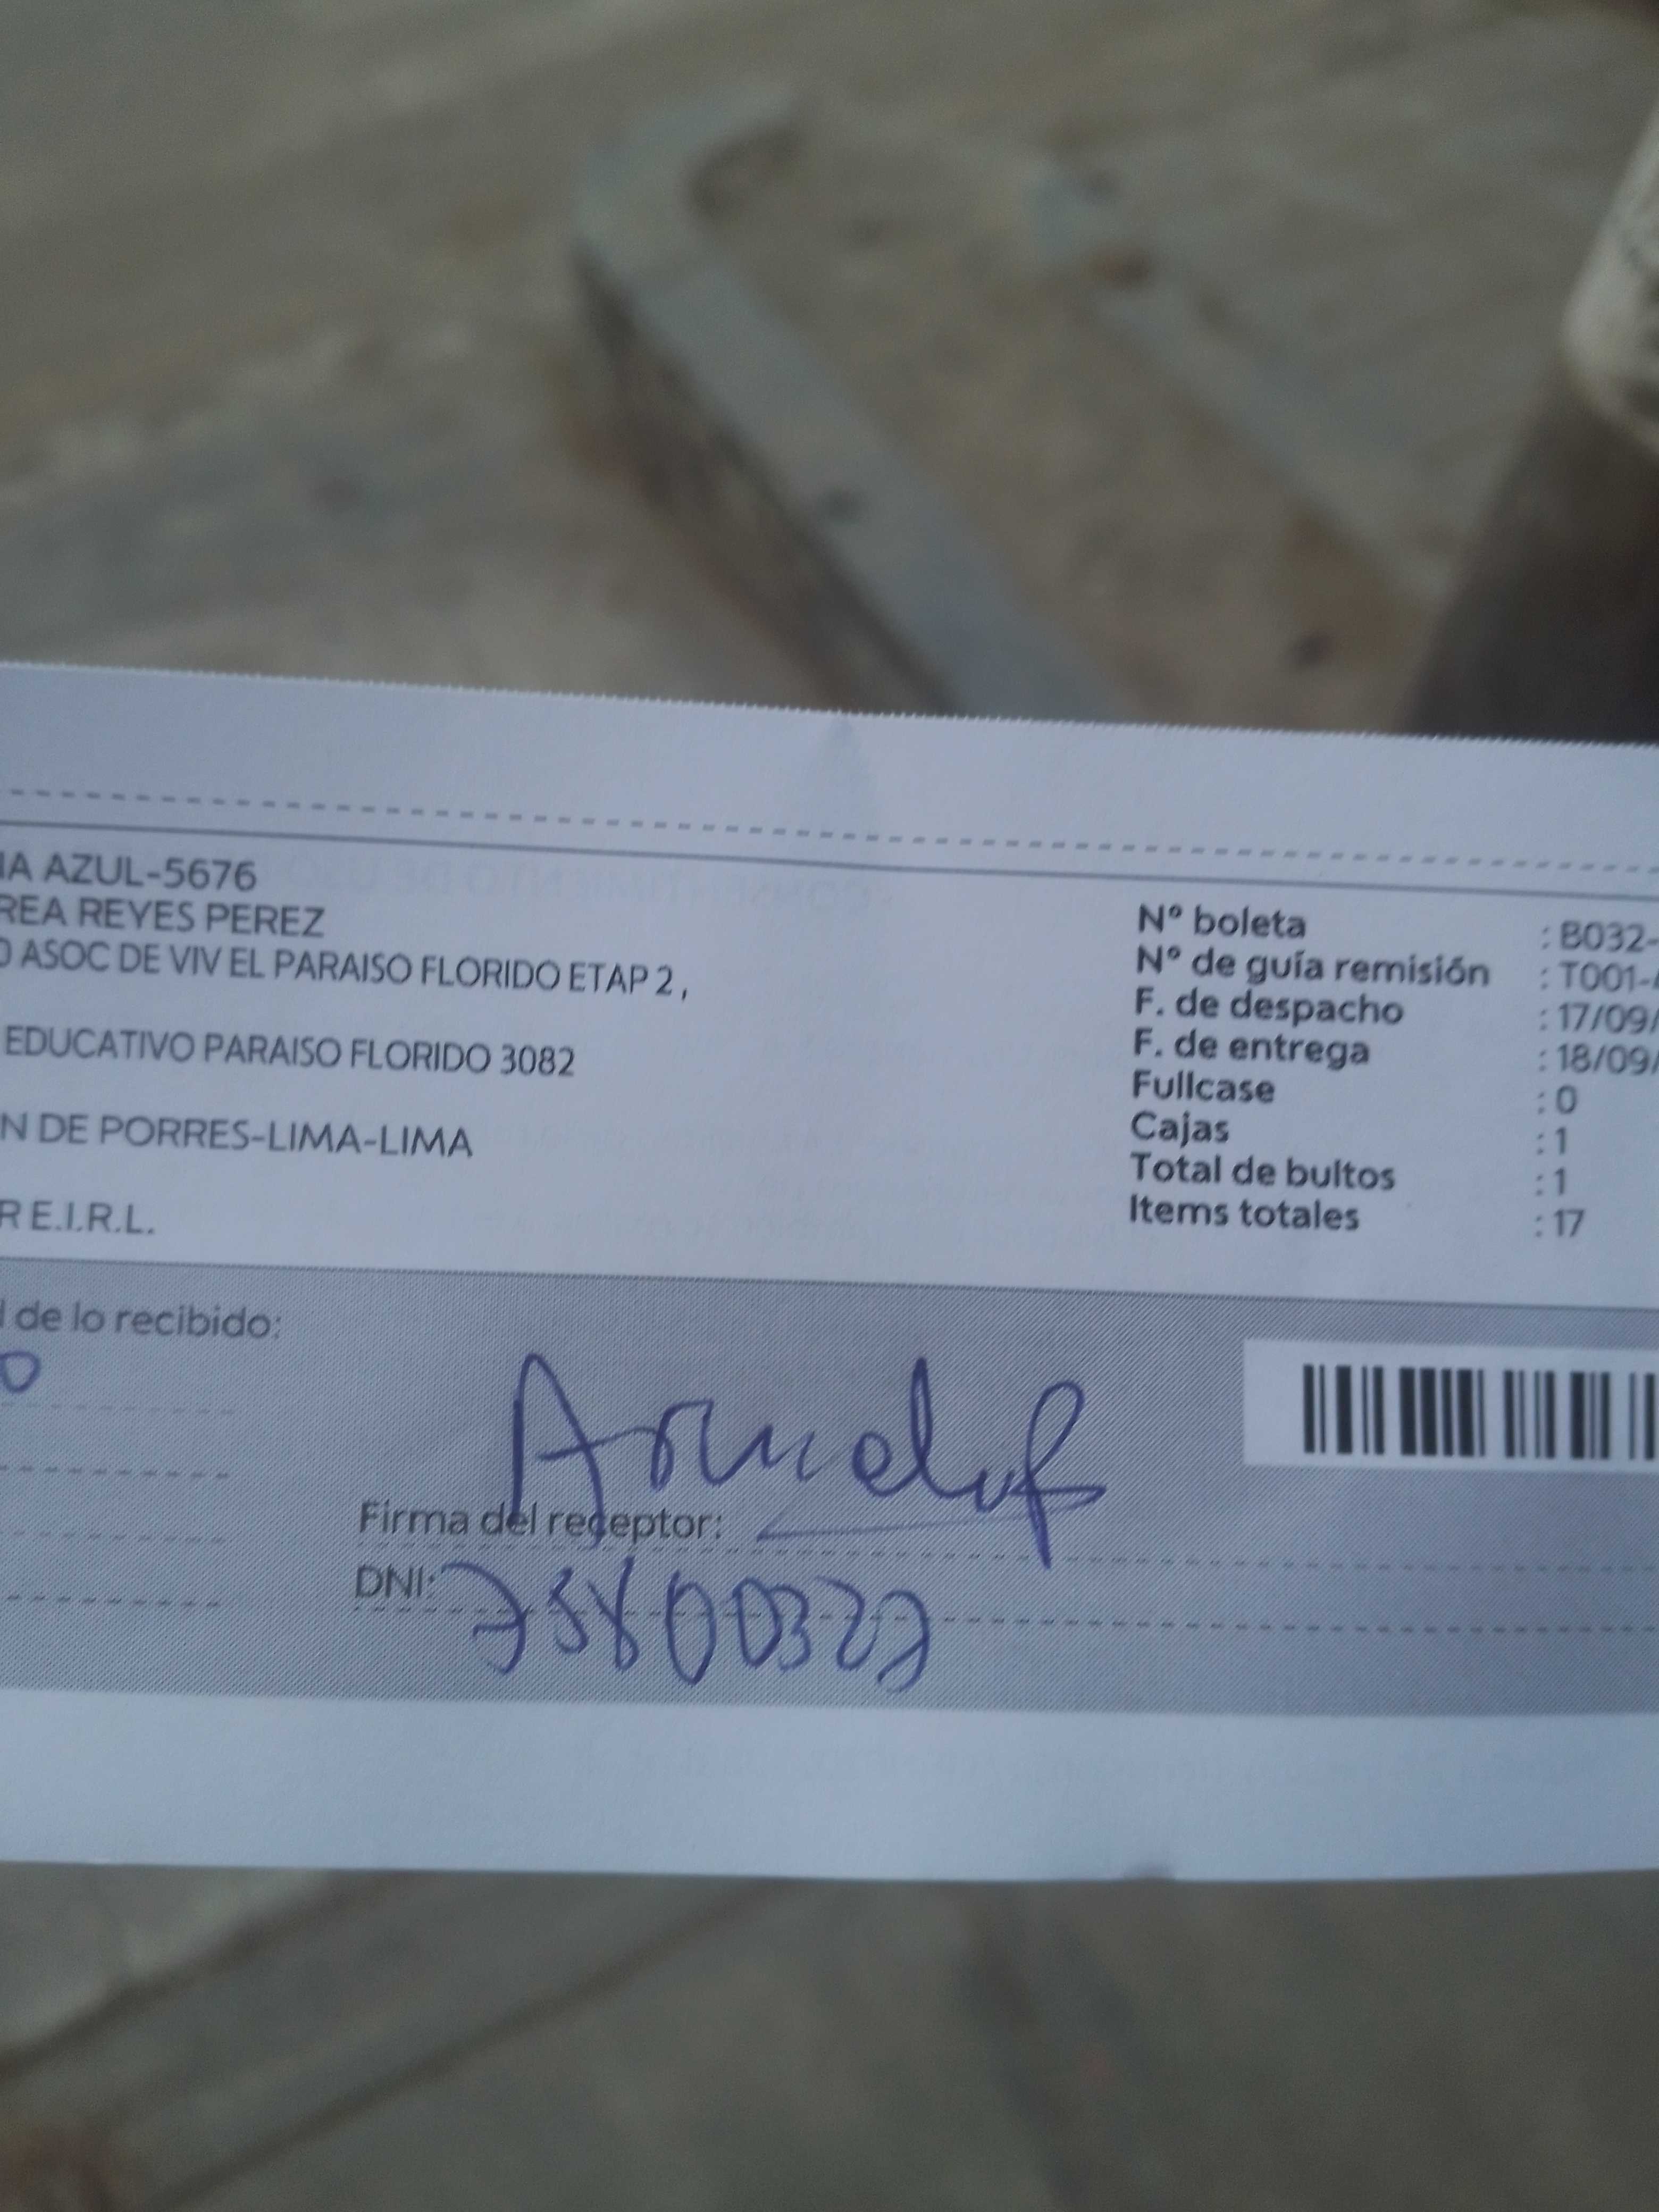 IA AZUL-5676
REA REYES PEREZ
O ASOC DE VIV EL PARAISO FLORIDO ETAP 2,
EDUCATIVO PARAISO FLORIDO 3082
N DE PORRES-LIMA-LIMA
R E.I.R.L.
N° boleta : B032-
N° de guía remisión : T001-
F. de despacho : 17/09/
F. de entrega : 18/09/
Fullcase : 0
Cajas : 1
Total de bultos : 1
Items totales : 17
l de lo recibido:
o
Firma del receptor:
DNI: 75800327